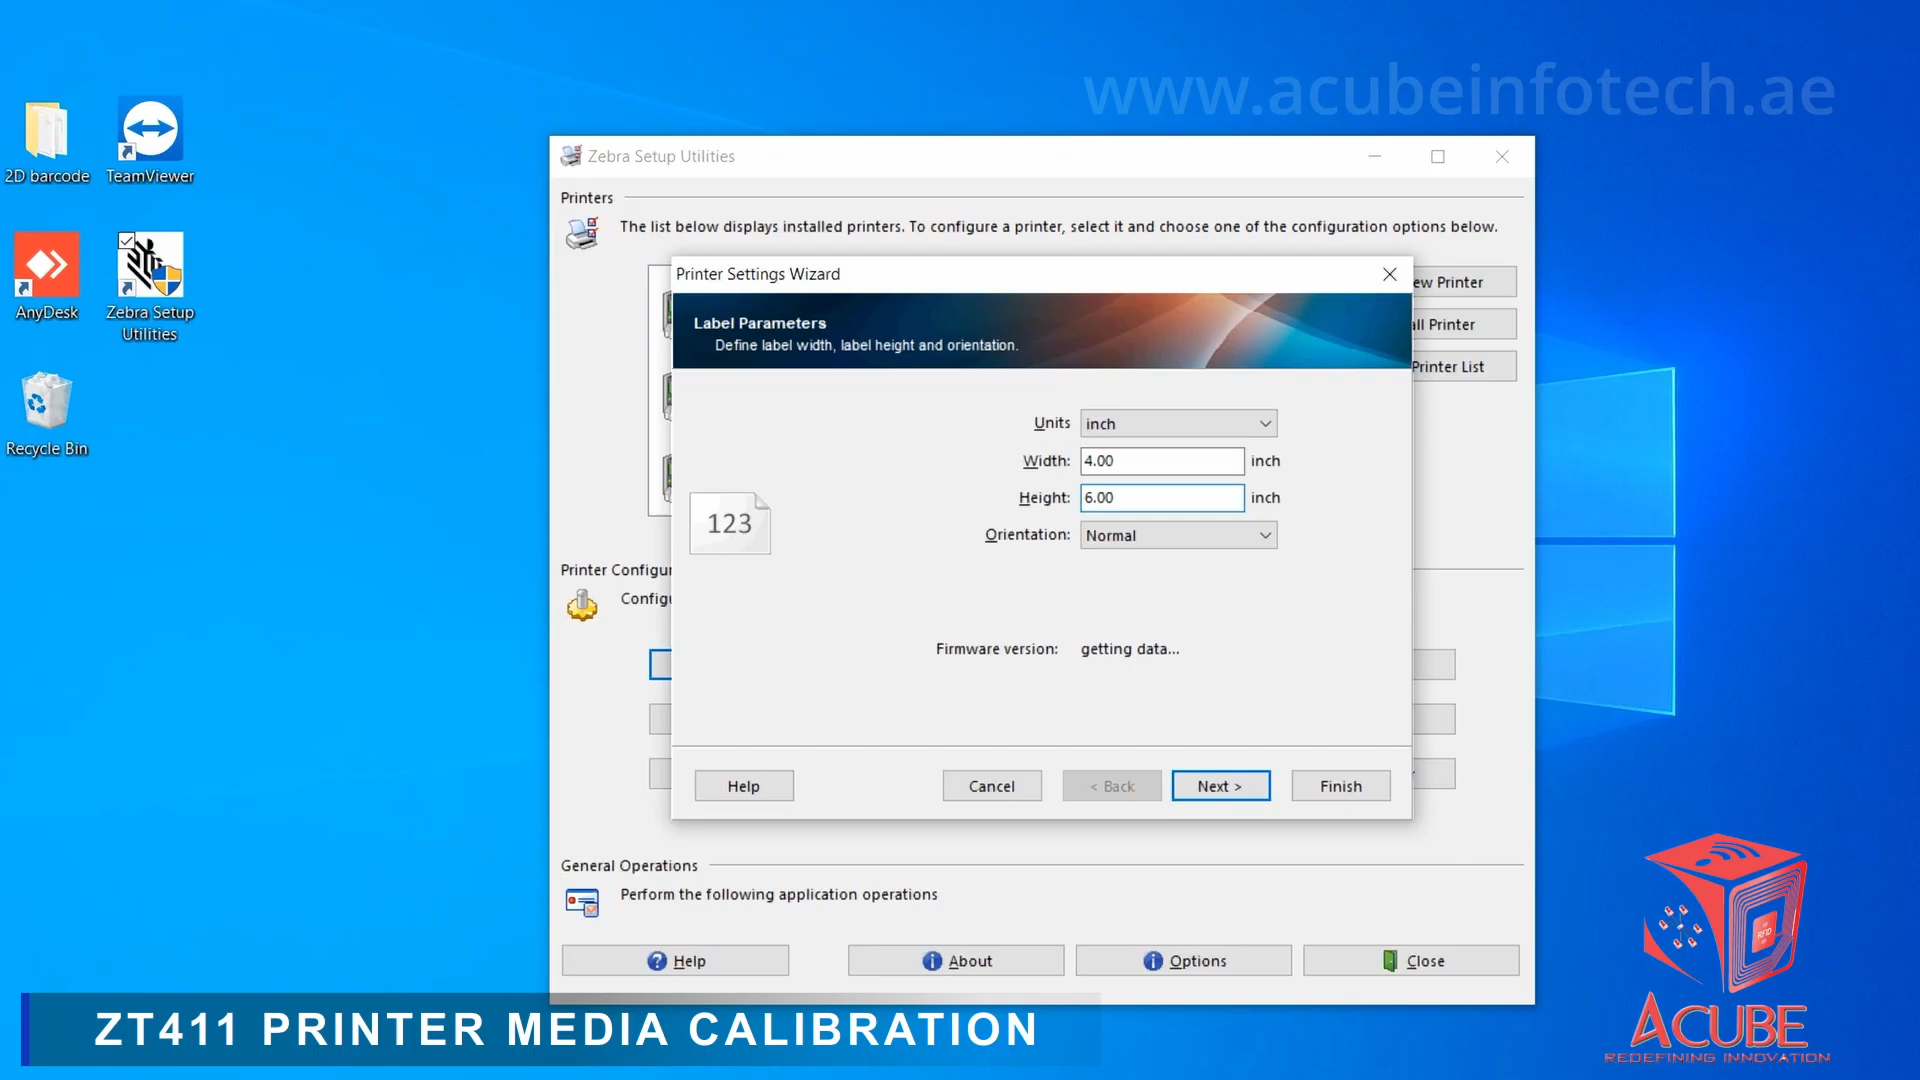 www.acubeinfotech.ae
2D barcode
TeamViewer
AnyDesk
Zebra Setup
Utilities
Recycle Bin
Zebra Setup Utilities
Printers
The list below displays installed printers. To configure a printer, select it and choose one of the configuration options below.
ew Printer
all Printer
Printer List
Printer Settings Wizard
Label Parameters
Define label width, label height and orientation.
Units inch
Width: 4.00 inch
Height: 6.00 inch
Orientation: Normal
123
Firmware version: getting data...
Help Cancel < Back Next > Finish
Printer Configur
Configu
General Operations
Perform the following application operations
Help About Options Close
ZT411 PRINTER MEDIA CALIBRATION
RFID
ACUBE
REDEFINING INNOVATION